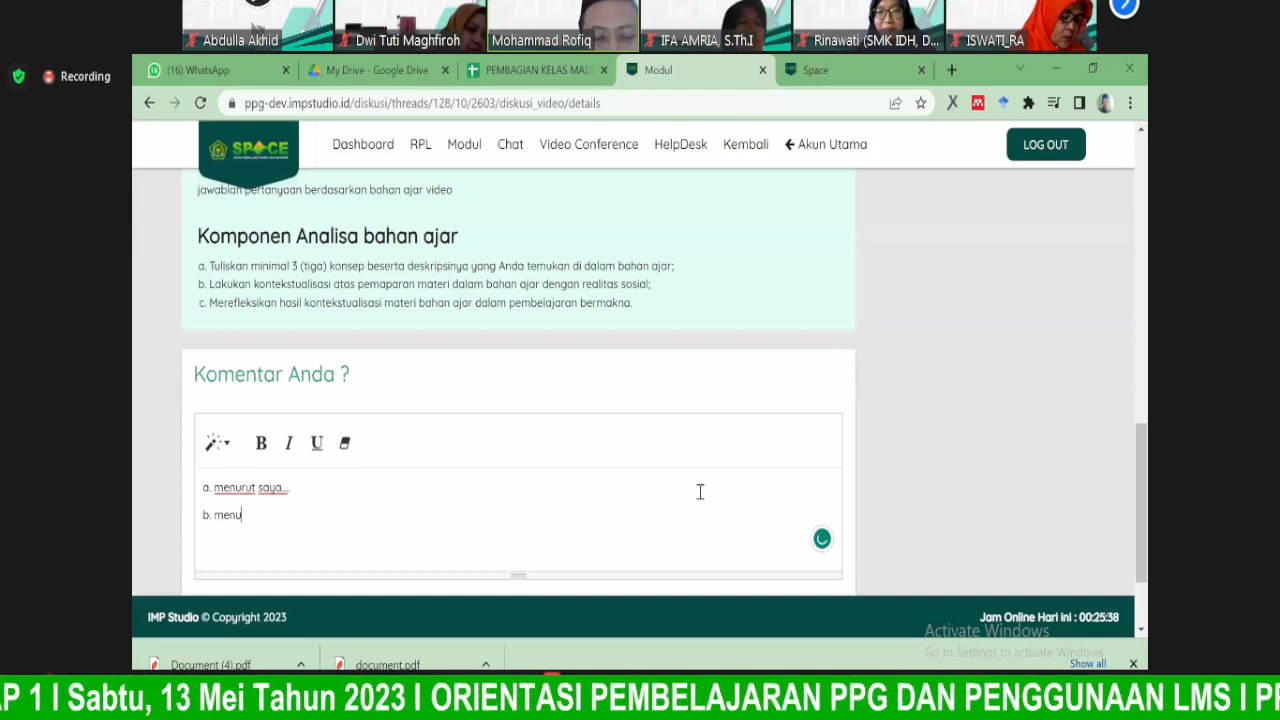 Abdulla Akhid
Dwi Tuti Maghfiroh
Mohammad Rofiq
IFA AMRIA, S.Th.I
Rinawati (SMK IDH, D...
ISWATI_RA
Recording
(16) WhatsApp
My Drive - Google Drive
PEMBAGIAN KELAS MAD
Modul
Space
ppg-dev.impstudio.id/diskusi/threads/128/10/2603/diskusi_video/details
SPACE
Dashboard
RPL
Modul
Chat
Video Conference
HelpDesk
Kembali
Akun Utama
LOG OUT
jawablah pertanyaan berdasarkan bahan ajar video
Komponen Analisa bahan ajar
a. Tuliskan minimal 3 (tiga) konsep beserta deskripsinya yang Anda temukan di dalam bahan ajar;
b. Lakukan kontekstualisasi atas pemaparan materi dalam bahan ajar dengan realitas sosial;
c. Merefleksikan hasil kontekstualisasi materi bahan ajar dalam pembelajaran bermakna.
Komentar Anda ?
B I U
a. menurut saya...
b. menu
IMP Studio © Copyright 2023
Jam Online Hari ini : 00:25:38
Activate Windows
Go to Settings to activate Windows.
Document (4).pdf
document.pdf
Show all
AP 1 I Sabtu, 13 Mei Tahun 2023 I ORIENTASI PEMBELAJARAN PPG DAN PENGGUNAAN LMS I PP